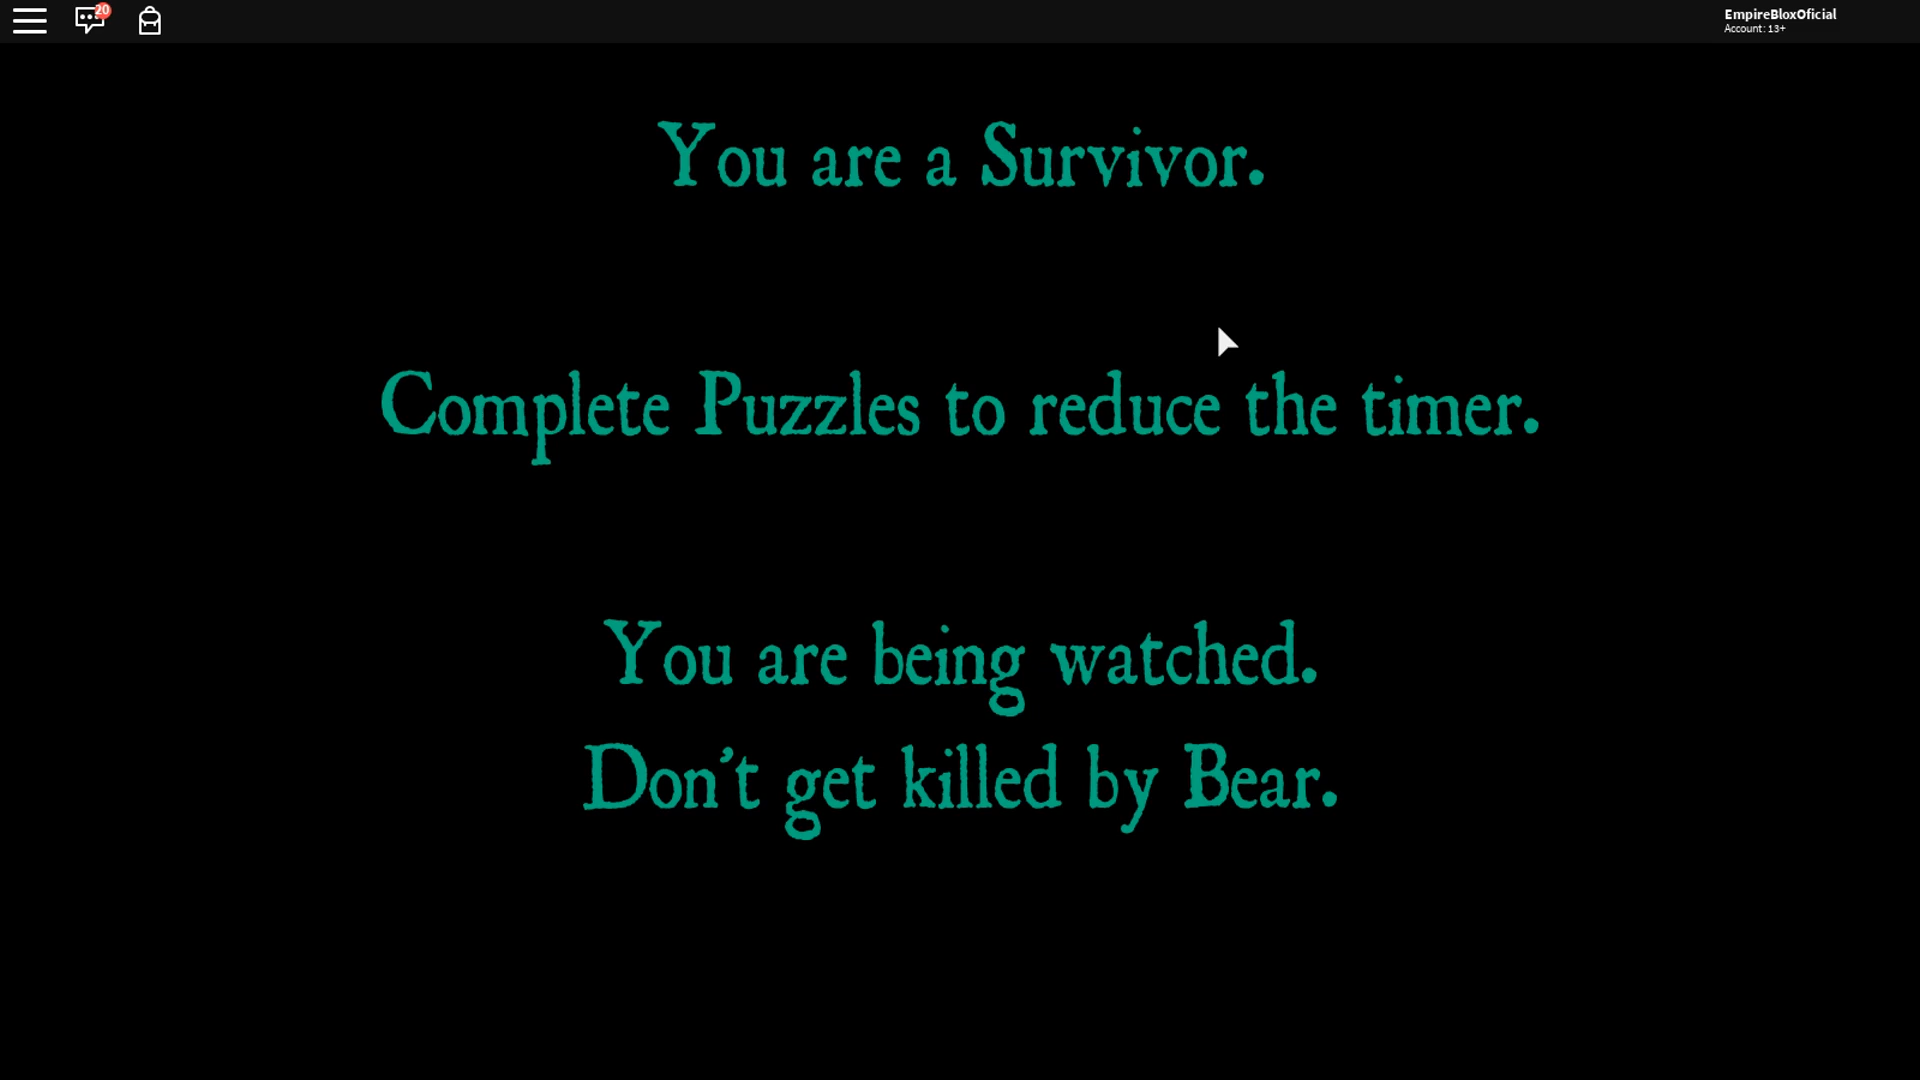 20
EmpireBloxOficial
Account: 13+
You are a Survivor.
Complete Puzzles to reduce the timer.
You are being watched.
Don't get killed by Bear.